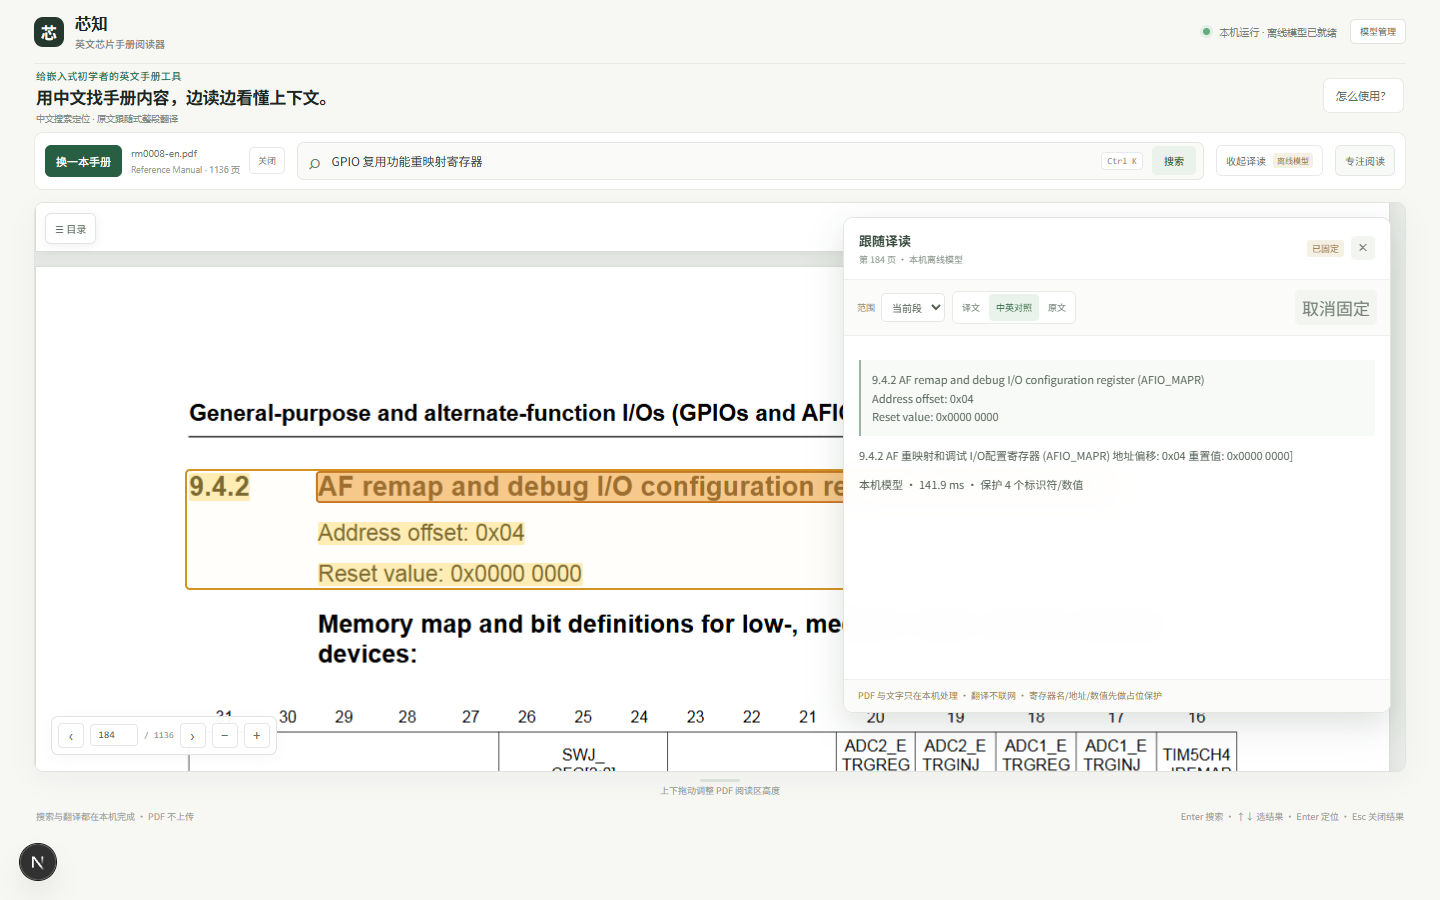 芯
芯知
英文芯片手册阅读器
本机运行 · 离线模型已就绪
模型管理
给嵌入式初学者的英文手册工具
用中文找手册内容，边读边看懂上下文。
中文搜索定位 · 原文跟随式整段翻译
怎么使用?
换一本手册
rm0008-en.pdf
Reference Manual · 1136 页
关闭
GPIO 复用功能重映射寄存器
Ctrl K
搜索
收起译读 离线模型
专注阅读
☰ 目录
General-purpose and alternate-function I/Os (GPIOs and AFI
9.4.2 AF remap and debug I/O configuration re
Address offset: 0x04
Reset value: 0x0000 0000
Memory map and bit definitions for low-, me
devices:
31 30 29 28 27 26 25 24 23 22 21 20 19 18 17 16
SWJ_
ADC2_E ADC2_E ADC1_E ADC1_E TIM5CH4
TRGREG TRGINJ TRGREG TRGINJ
‹ 184 / 1136 › − +
跟随译读
第 184 页 · 本机离线模型
已固定 ×
范围 当前段 译文 中英对照 原文
取消固定
9.4.2 AF remap and debug I/O configuration register (AFIO_MAPR)
Address offset: 0x04
Reset value: 0x0000 0000
9.4.2 AF 重映射和调试 I/O配置寄存器 (AFIO_MAPR) 地址偏移: 0x04 重置值: 0x0000 0000]
本机模型 · 141.9 ms · 保护 4 个标识符/数值
PDF 与文字只在本机处理 · 翻译不联网 · 寄存器名/地址/数值先做占位保护
上下拖动调整 PDF 阅读区高度
搜索与翻译都在本机完成 · PDF 不上传
Enter 搜索 · ↑↓ 选结果 · Enter 定位 · Esc 关闭结果
N